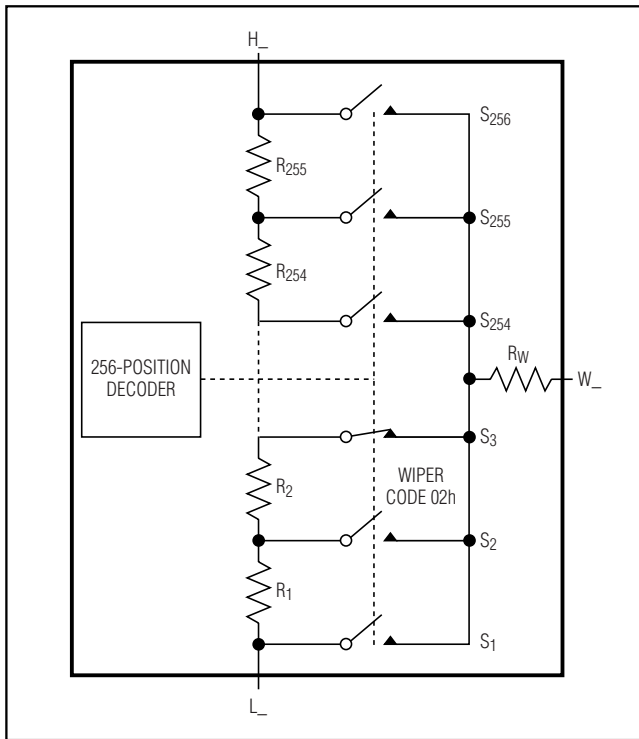 H_
S256
R255
S255
R254
S254
256-POSITION
DECODER
RW
W_
S3
R2
WIPER
CODE 02h
S2
R1
S1
L_